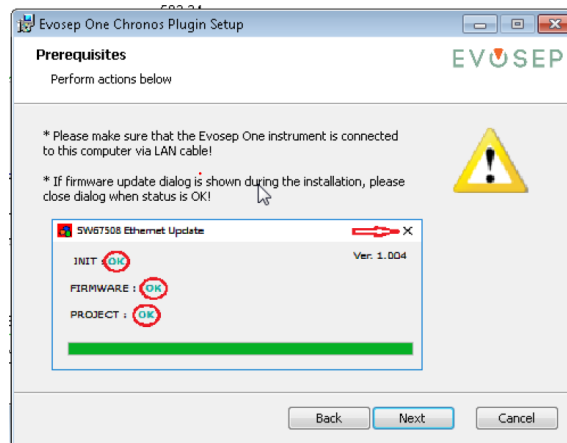 Evosep One Chronos Plugin Setup
Prerequisites
Perform actions below
EVOSEP
* Please make sure that the Evosep One instrument is connected
to this computer via LAN cable!
* If firmware update dialog is shown during the installation, please
close dialog when status is OK!
SW67508 Ethernet Update
INIT : OK
Ver. 1.004
FIRMWARE : OK
PROJECT : OK
Back
Next
Cancel